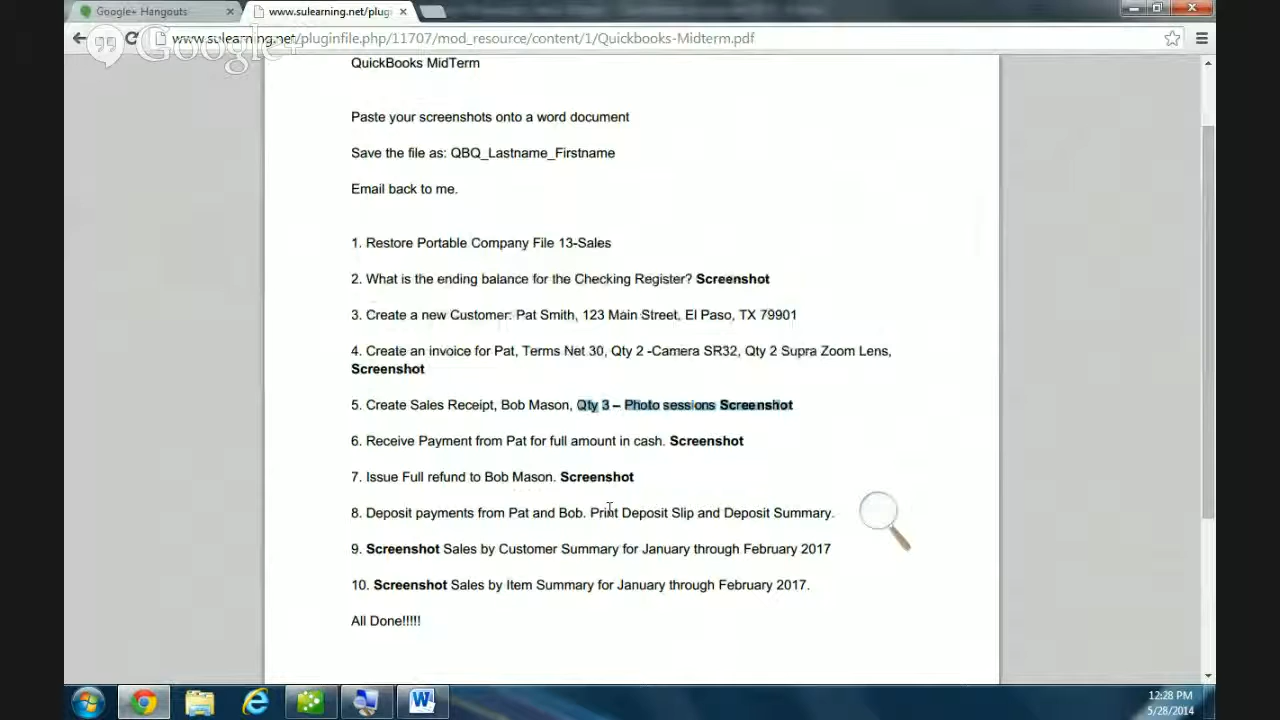 Google+ Hangouts
www.sulearning.net/plug
Google+
www.sulearning.net/pluginfile.php/11707/mod_resource/content/1/Quickbooks-Midterm.pdf
QuickBooks MidTerm
Paste your screenshots onto a word document
Save the file as: QBQ_Lastname_Firstname
Email back to me.
1. Restore Portable Company File 13-Sales
2. What is the ending balance for the Checking Register? Screenshot
3. Create a new Customer: Pat Smith, 123 Main Street, El Paso, TX 79901
4. Create an invoice for Pat, Terms Net 30, Qty 2 -Camera SR32, Qty 2 Supra Zoom Lens,
Screenshot
5. Create Sales Receipt, Bob Mason, Qty 3 – Photo sessions Screenshot
6. Receive Payment from Pat for full amount in cash. Screenshot
7. Issue Full refund to Bob Mason. Screenshot
8. Deposit payments from Pat and Bob. Print Deposit Slip and Deposit Summary.
9. Screenshot Sales by Customer Summary for January through February 2017
10. Screenshot Sales by Item Summary for January through February 2017.
All Done!!!!!
12:28 PM
5/28/2014